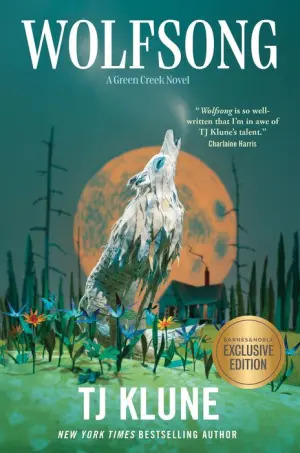 WOLFSONG
A Green Creek Novel
“Wolfsong is so well-
written that I’m in awe of
TJ Klune’s talent.”
Charlaine Harris
BARNES&NOBLE
EXCLUSIVE
EDITION
TJ KLUNE
NEW YORK TIMES BESTSELLING AUTHOR